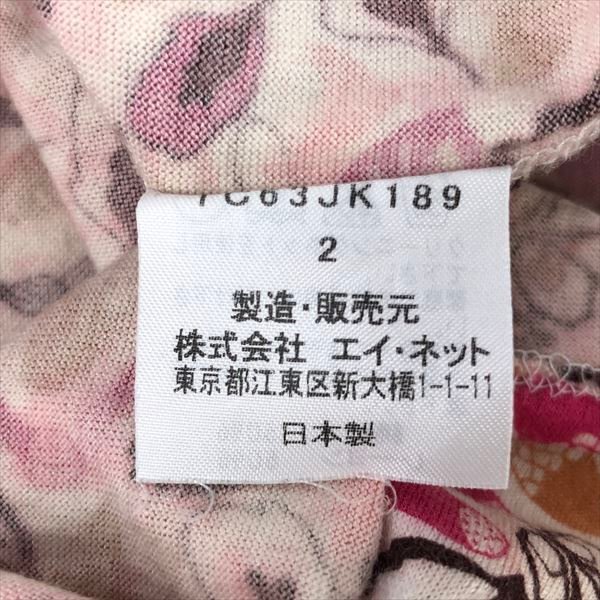 7C63JK189
2
製造・販売元
株式会社 エイ・ネット
東京都江東区新大橋1-1-11
日本製